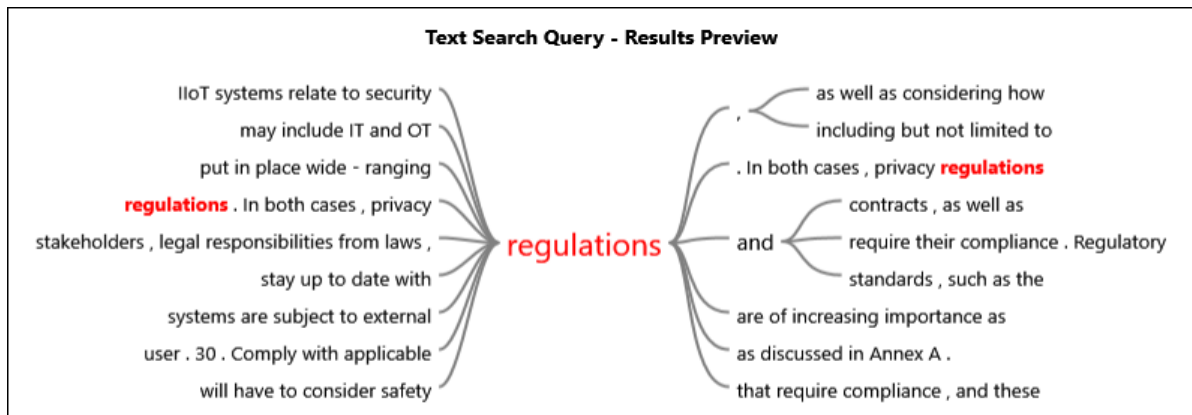 Text Search Query - Results Preview
IIoT systems relate to security
may include IT and OT
put in place wide - ranging
regulations . In both cases , privacy
stakeholders , legal responsibilities from laws ,
stay up to date with
systems are subject to external
user . 30 . Comply with applicable
will have to consider safety
regulations
,
as well as considering how
including but not limited to
. In both cases , privacy regulations
and
contracts , as well as
require their compliance . Regulatory
standards , such as the
are of increasing importance as
as discussed in Annex A .
that require compliance , and these